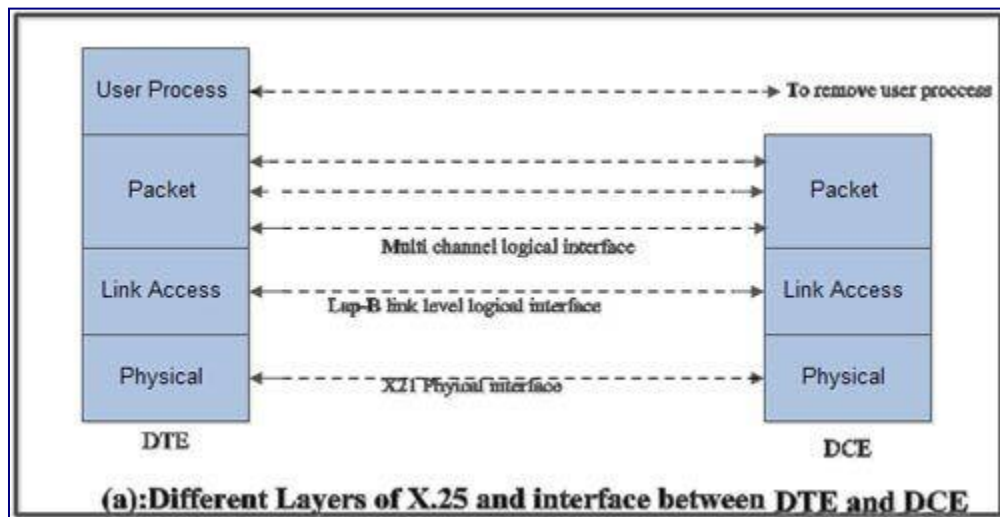 User Process
To remove user proccess
Packet
Packet
Multi channel logical interface
Link Access
Link Access
Lap-B link level logical interface
Physical
Physical
X21 Phyical interface
DTE
DCE
(a):Different Layers of X.25 and interface between DTE and DCE